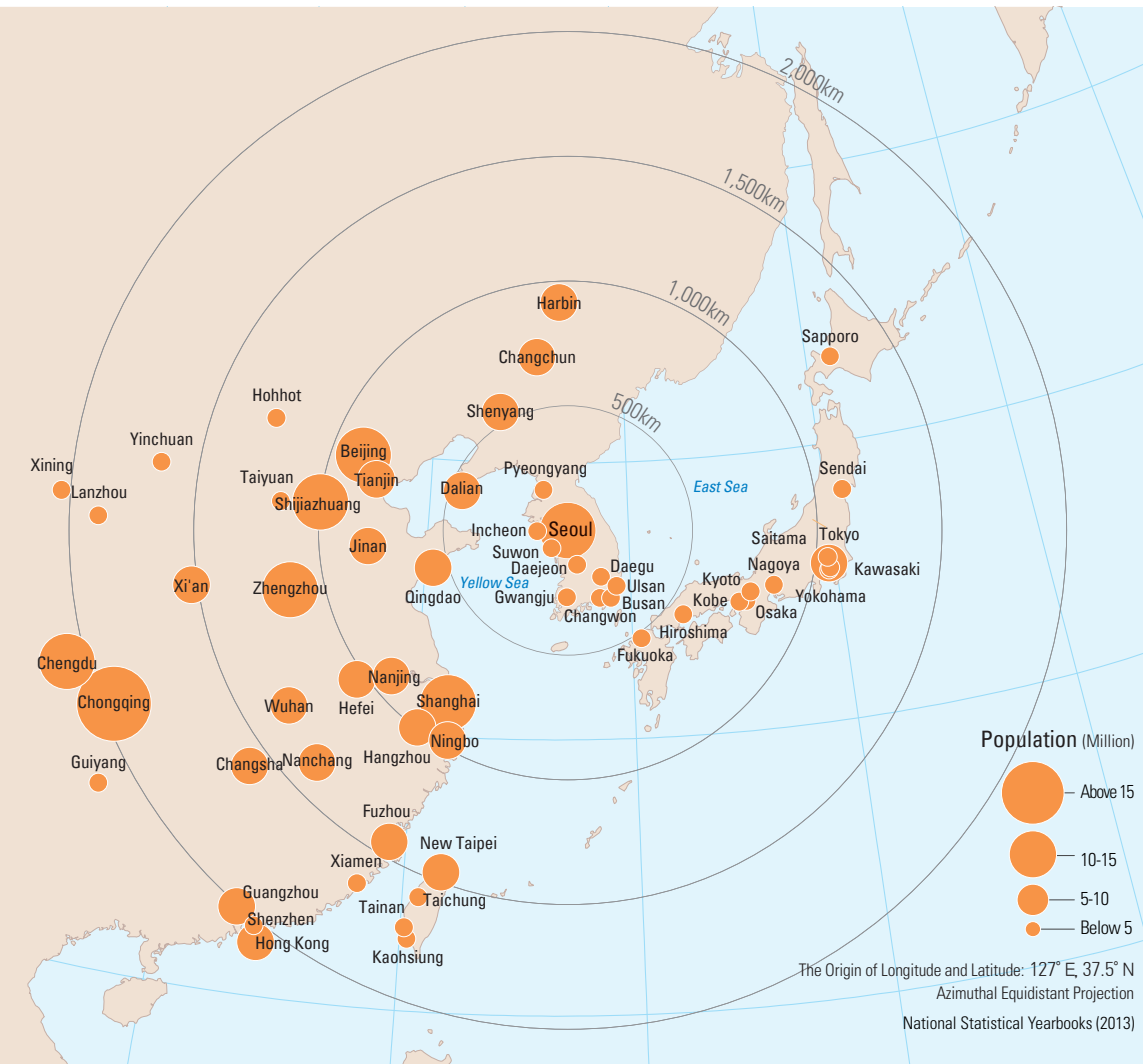 2,000km
1,500km
1,000km
500km
Harbin
Changchun
Sapporo
Hohhot
Shenyang
Yinchuan
Beijing
Xining
Taiyuan
Tianjin
Pyeongyang
Sendai
Lanzhou
Shijiazhuang
Dalian
East Sea
Incheon
Seoul
Saitama
Tokyo
Jinan
Suwon
Daejeon
Daegu
Nagoya
Kawasaki
Xi'an
Zhengzhou
Qingdao
Yellow Sea
Ulsan
Kyoto
Gwangju
Busan
Kobe
Yokohama
Changwon
Osaka
Hiroshima
Fukuoka
Chengdu
Nanjing
Chongqing
Hefei
Shanghai
Wuhan
Ningbo
Hangzhou
Guiyang
Changsha
Nanchang
Fuzhou
New Taipei
Xiamen
Guangzhou
Taichung
Shenzhen
Tainan
Hong Kong
Kaohsiung
Population (Million)
Above 15
10-15
5-10
Below 5
The Origin of Longitude and Latitude: 127° E, 37.5° N
Azimuthal Equidistant Projection
National Statistical Yearbooks (2013)